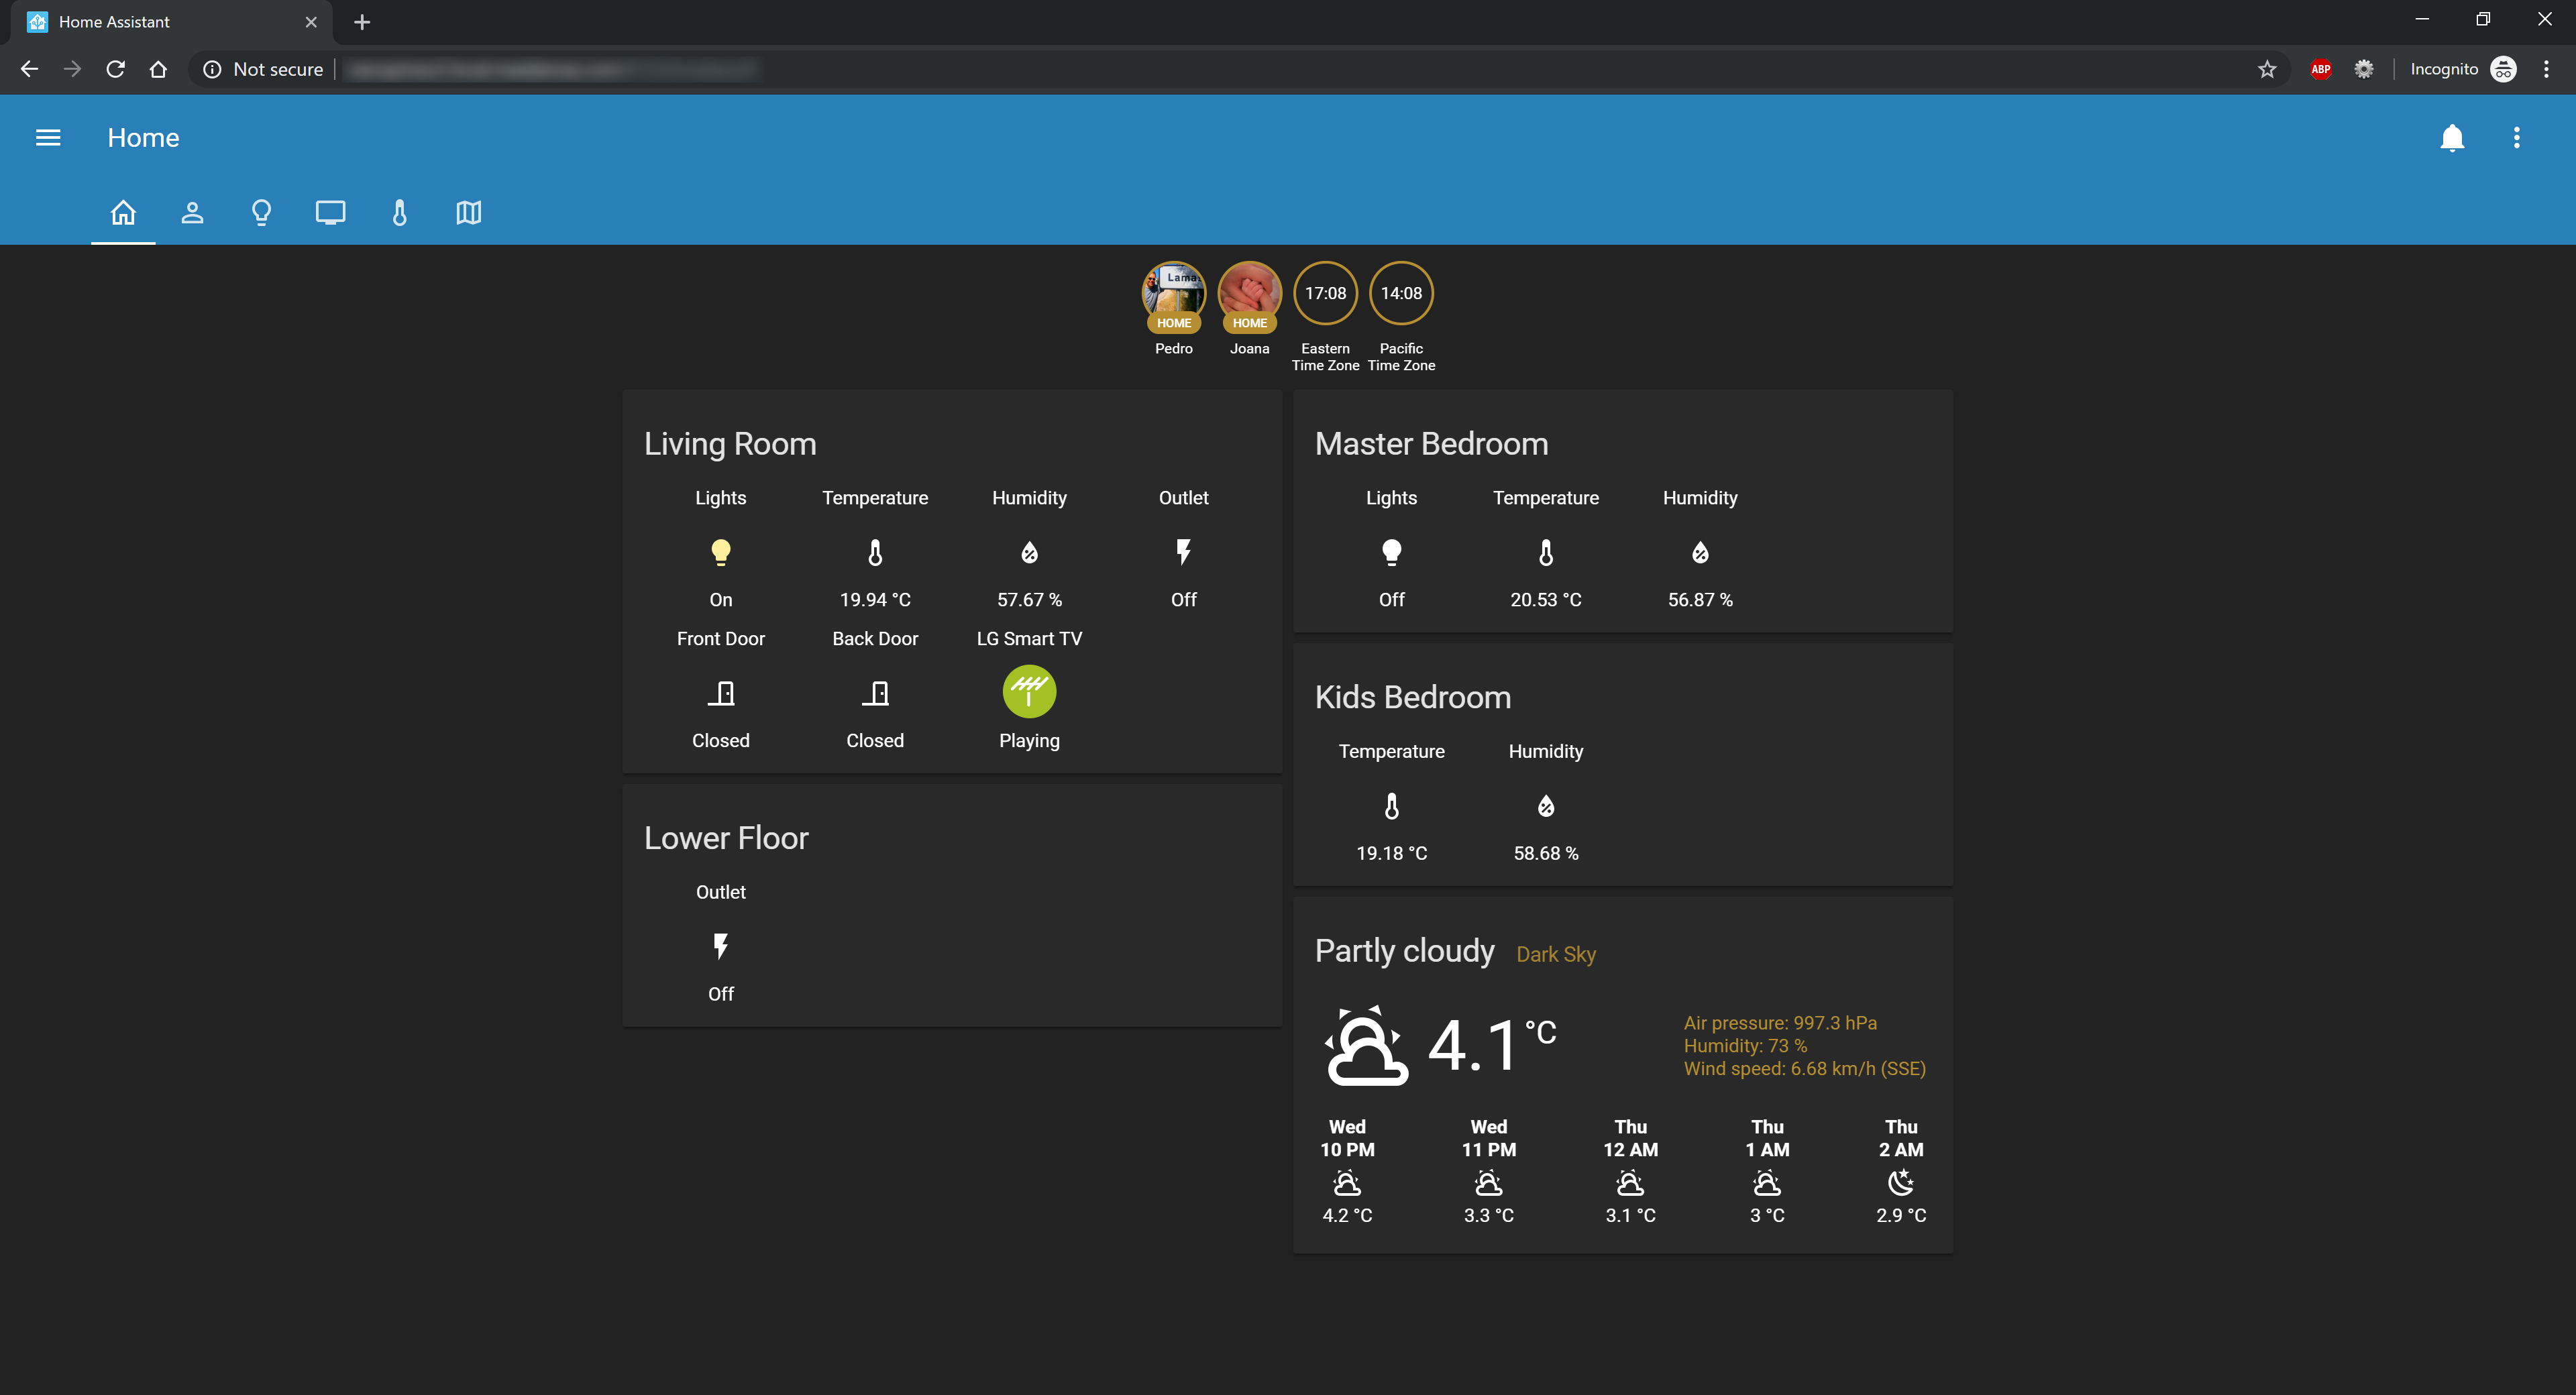 Home Assistant
Not secure
ABP
Incognito
Home
Lama
17:08
14:08
HOME
HOME
Pedro
Joana
Eastern
Time Zone
Pacific
Time Zone
Living Room
Lights
Temperature
Humidity
Outlet
On
19.94 °C
57.67 %
Off
Front Door
Back Door
LG Smart TV
Closed
Closed
Playing
Lower Floor
Outlet
Off
Master Bedroom
Lights
Temperature
Humidity
Off
20.53 °C
56.87 %
Kids Bedroom
Temperature
Humidity
19.18 °C
58.68 %
Partly cloudy
Dark Sky
4.1 °C
Air pressure: 997.3 hPa
Humidity: 73 %
Wind speed: 6.68 km/h (SSE)
Wed
10 PM
4.2 °C
Wed
11 PM
3.3 °C
Thu
12 AM
3.1 °C
Thu
1 AM
3 °C
Thu
2 AM
2.9 °C